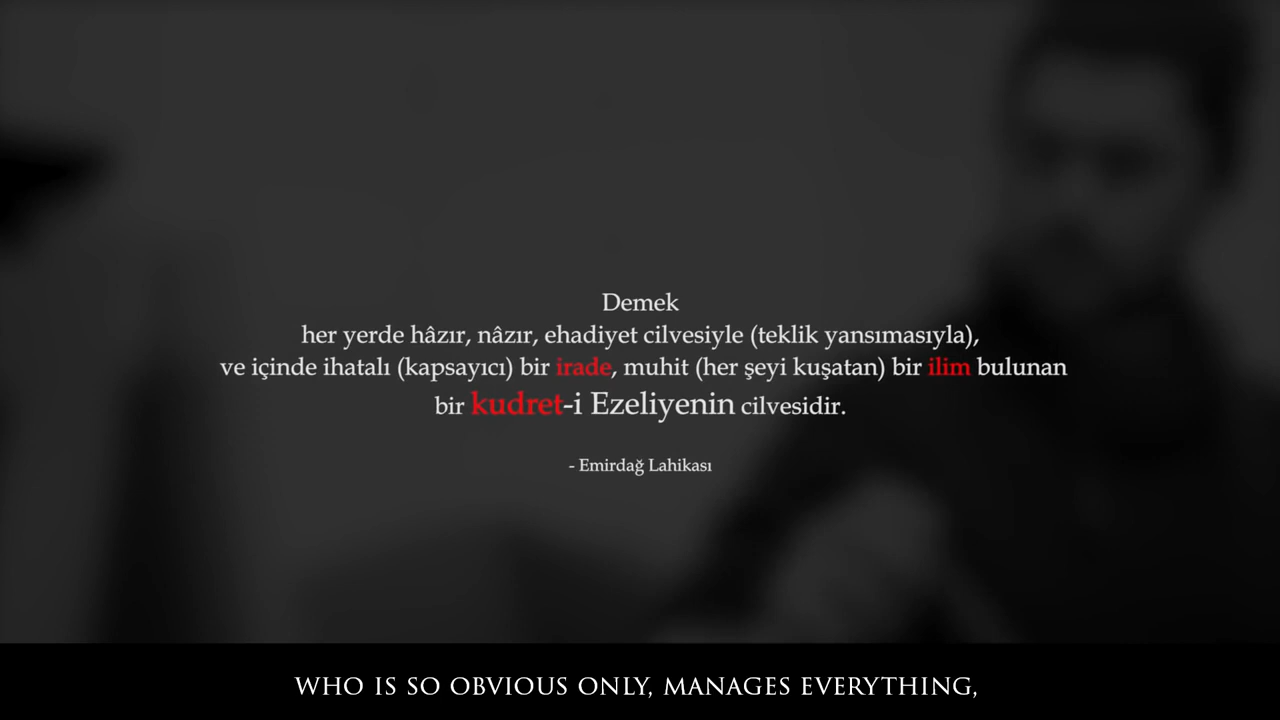 Demek
her yerde hâzır, nâzır, ehadiyet cilvesiyle (teklik yansımasıyla),
ve içinde ihatalı (kapsayıcı) bir irade, muhit (her şeyi kuşatan) bir ilim bulunan
bir kudret-i Ezeliyenin cilvesidir.
- Emirdağ Lahikası
WHO IS SO OBVIOUS ONLY, MANAGES EVERYTHING,